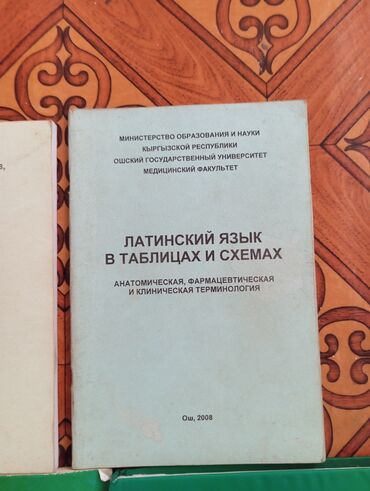 МИНИСТЕРСТВО ОБРАЗОВАНИЯ И НАУКИ
КЫРГЫЗСКОЙ РЕСПУБЛИКИ
ОШСКИЙ ГОСУДАРСТВЕННЫЙ УНИВЕРСИТЕТ
МЕДИЦИНСКИЙ ФАКУЛЬТЕТ
ЛАТИНСКИЙ ЯЗЫК
В ТАБЛИЦАХ И СХЕМАХ
АНАТОМИЧЕСКАЯ, ФАРМАЦЕВТИЧЕСКАЯ
И КЛИНИЧЕСКАЯ ТЕРМИНОЛОГИЯ
Ош, 2008